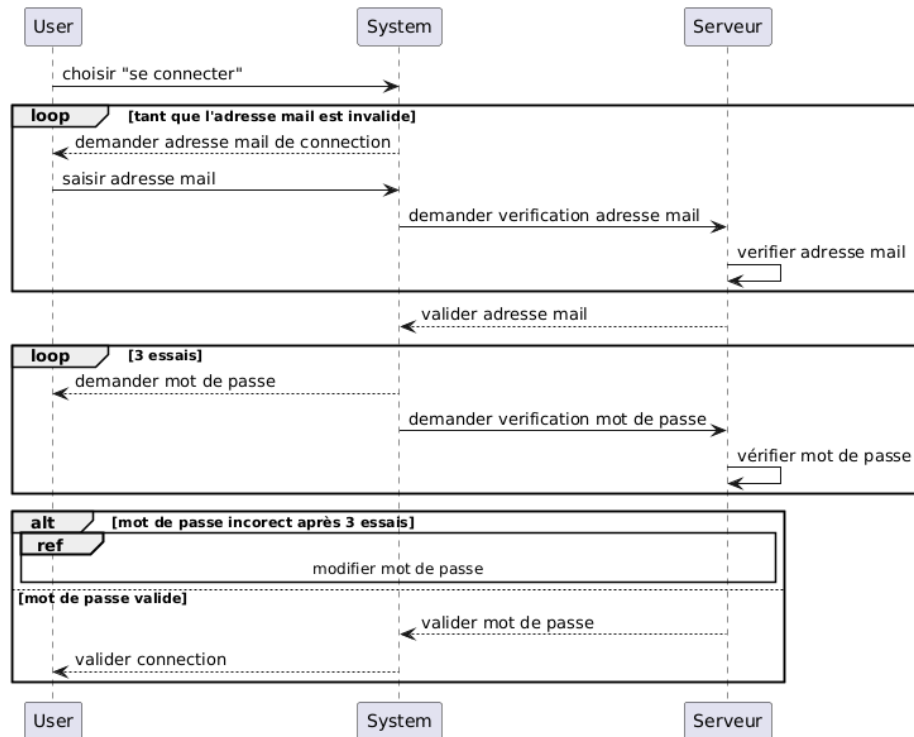 User System Serveur
choisir "se connecter"
loop [tant que l'adresse mail est invalide]
demander adresse mail de connection
saisir adresse mail
demander verification adresse mail
verifier adresse mail
valider adresse mail
loop [3 essais]
demander mot de passe
demander verification mot de passe
vérifier mot de passe
alt [mot de passe incorect après 3 essais]
ref
modifier mot de passe
[mot de passe valide]
valider mot de passe
valider connection
User System Serveur